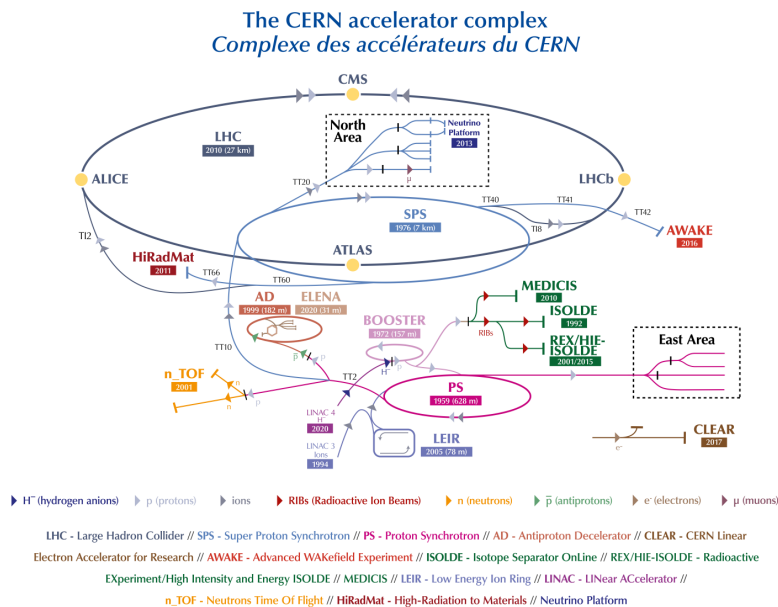 The CERN accelerator complex
Complexe des accélérateurs du CERN
CMS
North
Area
Neutrino
Platform
2013
LHC
2010 (27 km)
μ
ALICE
LHCb
TT20
TT40
TT41
SPS
1976 (7 km)
TI2
TI8
TT42
AWAKE
2016
HiRadMat
2011
ATLAS
TT66
TT60
AD
1999 (182 m)
ELENA
2020 (31 m)
MEDICIS
2010
ISOLDE
1992
BOOSTER
1972 (157 m)
RIBs
REX/HIE-
ISOLDE
2001/2015
East Area
TT10
p̅
p
TT2
H⁻
p
n_TOF
2001
n
n
p
PS
1959 (628 m)
LINAC 4
H⁻
2020
LINAC 3
Ions
1994
LEIR
2005 (78 m)
CLEAR
2017
e⁻
H⁻ (hydrogen anions)
p (protons)
ions
RIBs (Radioactive Ion Beams)
n (neutrons)
p̅ (antiprotons)
e⁻ (electrons)
μ (muons)
LHC - Large Hadron Collider // SPS - Super Proton Synchrotron // PS - Proton Synchrotron // AD - Antiproton Decelerator // CLEAR - CERN Linear
Electron Accelerator for Research // AWAKE - Advanced WAKefield Experiment // ISOLDE - Isotope Separator OnLine // REX/HIE-ISOLDE - Radioactive
EXperiment/High Intensity and Energy ISOLDE // MEDICIS // LEIR - Low Energy Ion Ring // LINAC - LINear ACcelerator //
n_TOF - Neutrons Time Of Flight // HiRadMat - High-Radiation to Materials // Neutrino Platform